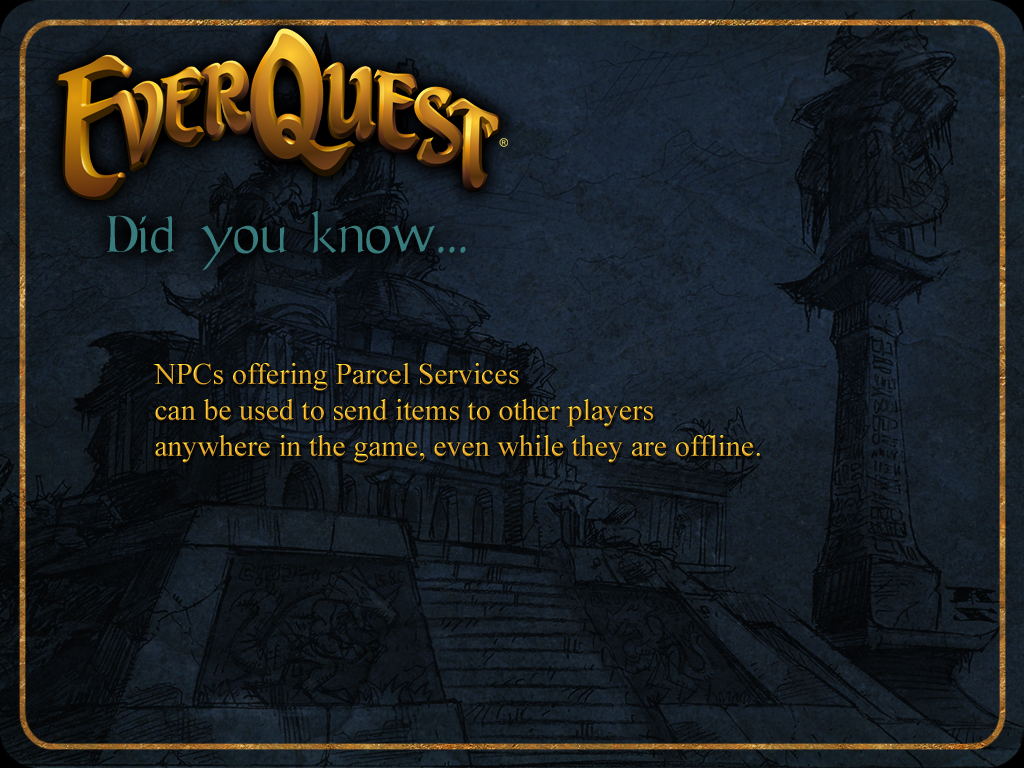 EverQuest®
Did you know...
NPCs offering Parcel Services
can be used to send items to other players
anywhere in the game, even while they are offline.